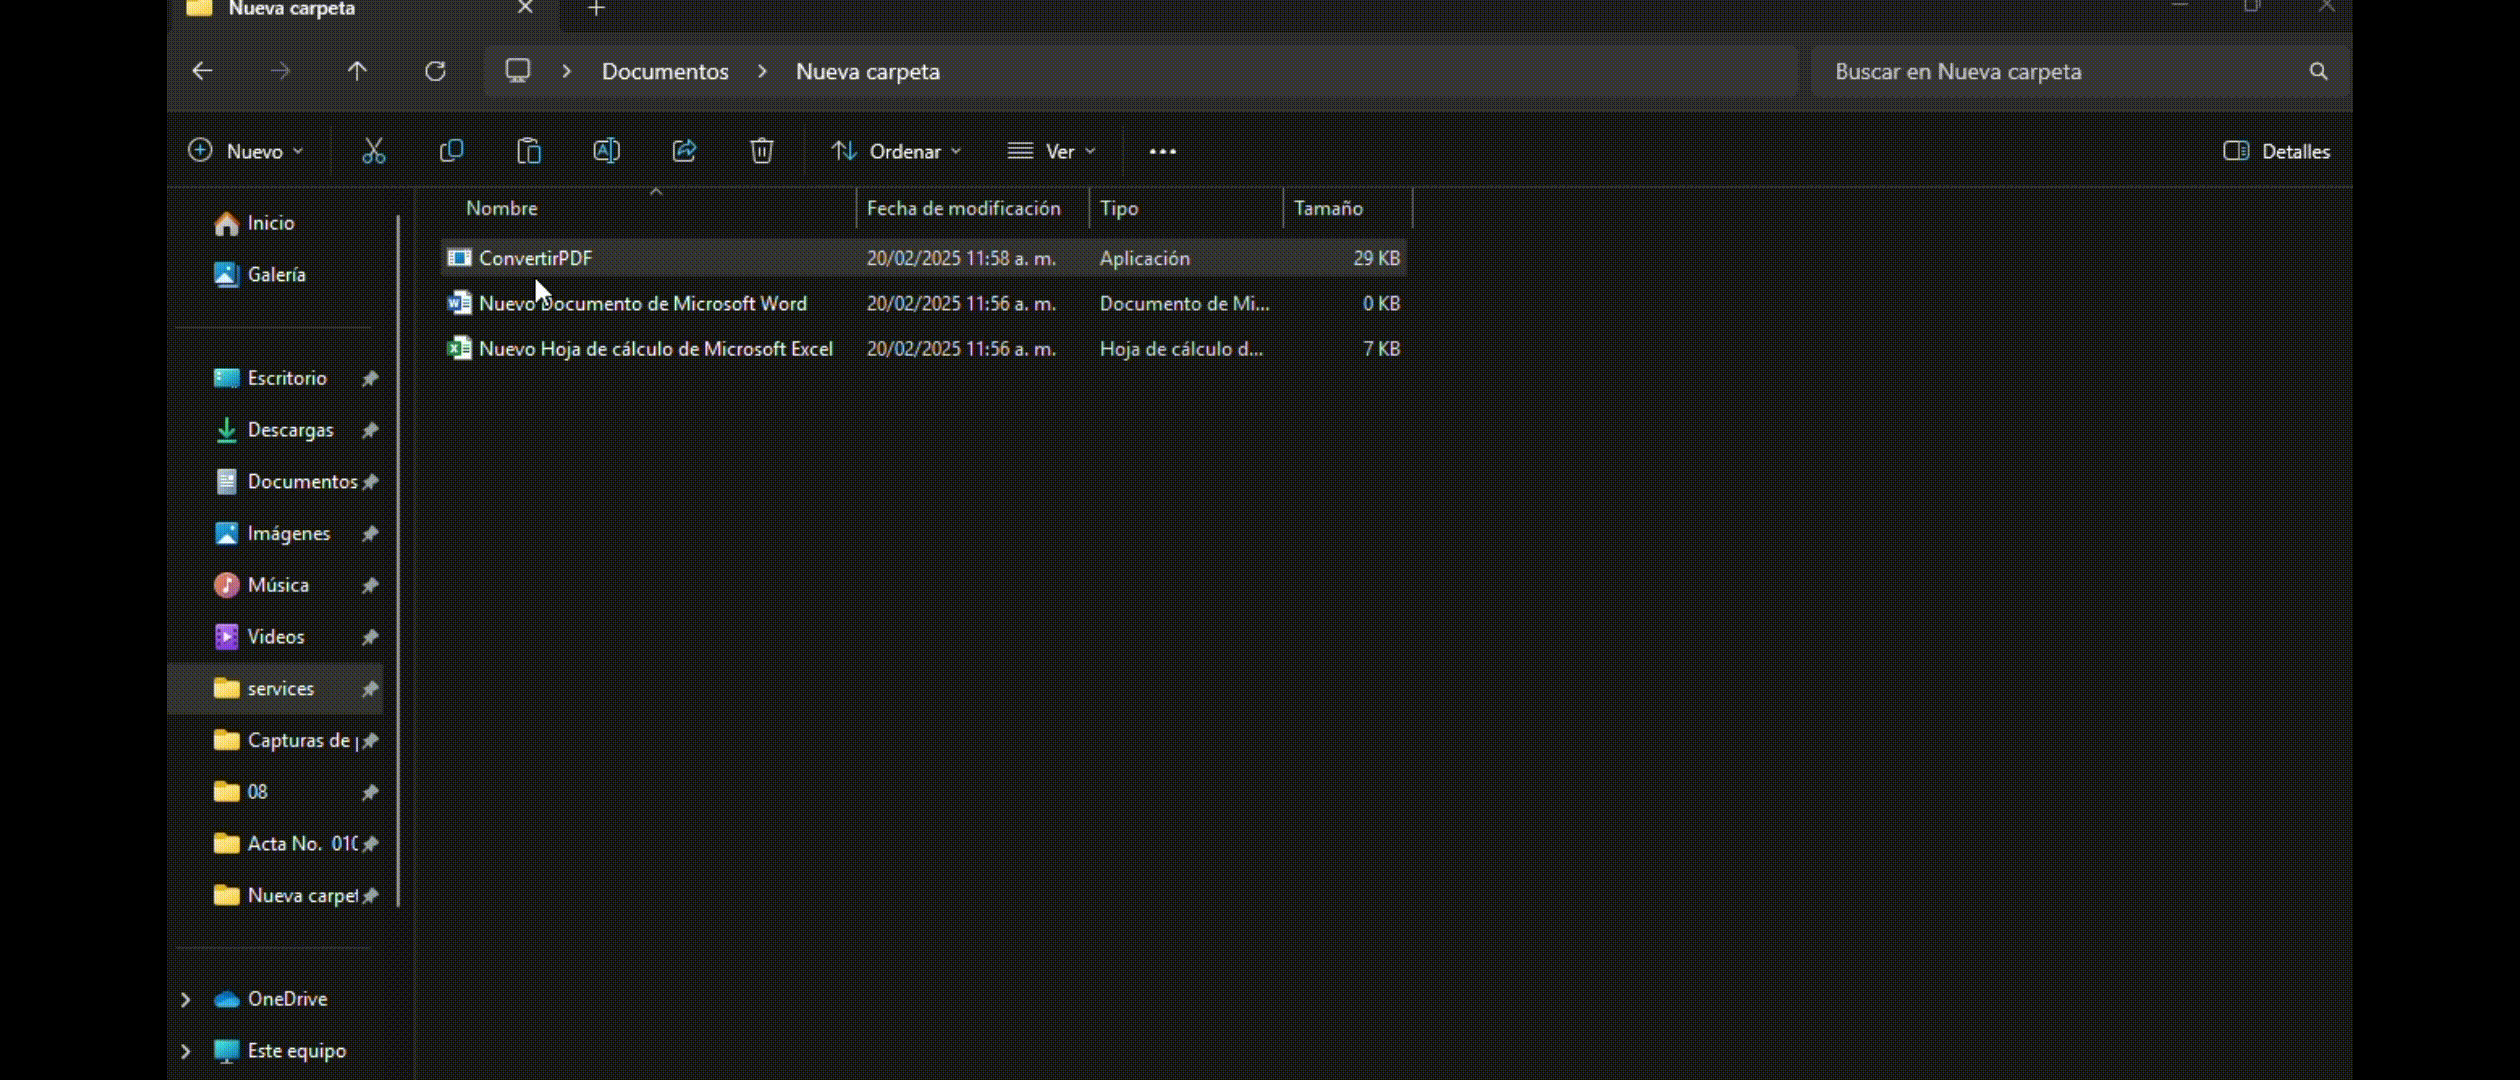 Nueva carpeta
Documentos > Nueva carpeta
Buscar en Nueva carpeta
Nuevo
Ordenar
Ver
Detalles
Nombre Fecha de modificación Tipo Tamaño
ConvertirPDF 20/02/2025 11:58 a. m. Aplicación 29 KB
Nuevo Documento de Microsoft Word 20/02/2025 11:56 a. m. Documento de Mi... 0 KB
Nuevo Hoja de cálculo de Microsoft Excel 20/02/2025 11:56 a. m. Hoja de cálculo d... 7 KB
Inicio
Galería
Escritorio
Descargas
Documentos
Imágenes
Música
Videos
services
Capturas de
08
Acta No. 010
Nueva carpet
OneDrive
Este equipo